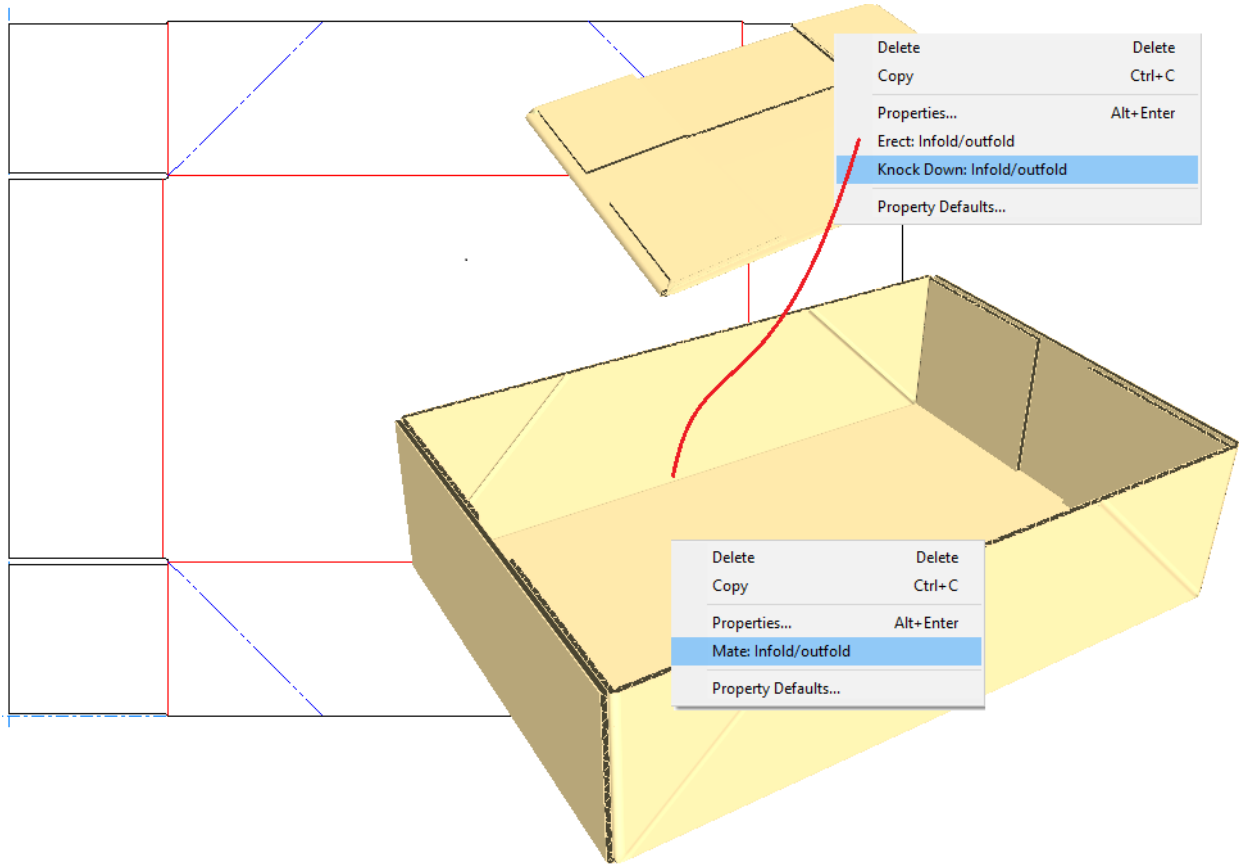 Delete Delete
Copy Ctrl+C
Properties... Alt+Enter
Erect: Infold/outfold
Knock Down: Infold/outfold
Property Defaults...
Delete Delete
Copy Ctrl+C
Properties... Alt+Enter
Mate: Infold/outfold
Property Defaults...